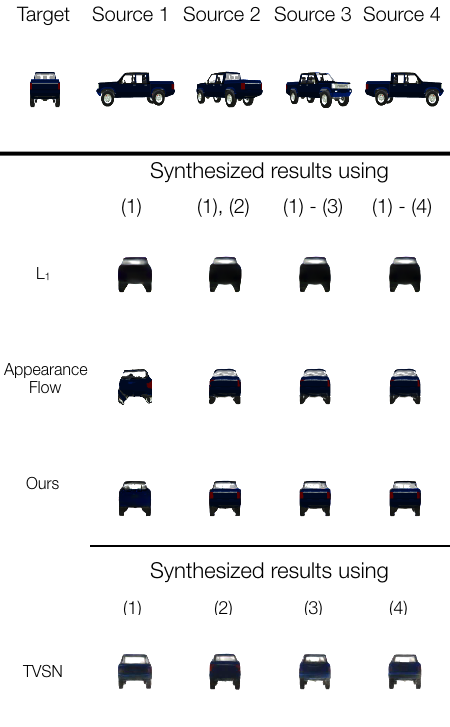 Target Source 1 Source 2 Source 3 Source 4
Synthesized results using
(1) (1), (2) (1) - (3) (1) - (4)
L₁
Appearance
Flow
Ours
Synthesized results using
(1) (2) (3) (4)
TVSN